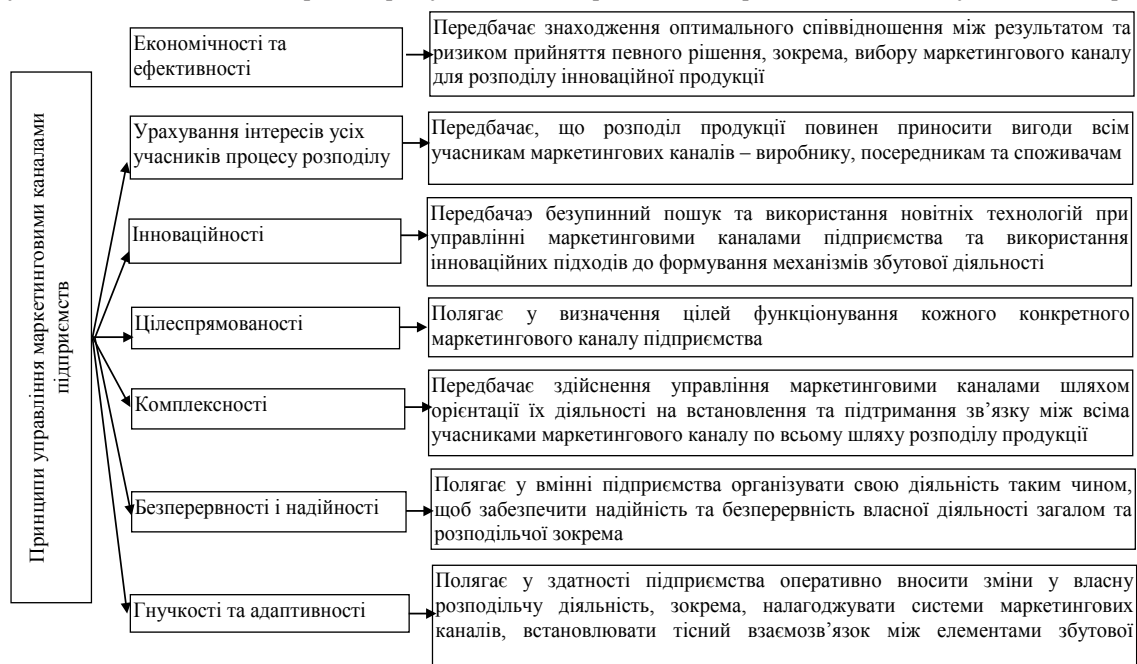 Принципи управління маркетинговими каналами
підприємств
Економічності та
ефективності
Передбачає знаходження оптимального співвідношення між результатом та
ризиком прийняття певного рішення, зокрема, вибору маркетингового каналу
для розподілу інноваційної продукції
Урахування інтересів усіх
учасників процесу розподілу
Передбачає, що розподіл продукції повинен приносити вигоди всім
учасникам маркетингових каналів – виробнику, посередникам та споживачам
Інноваційності
Передбачаэ безупинний пошук та використання новітніх технологій при
управлінні маркетинговими каналами підприємства та використання
інноваційних підходів до формування механізмів збутової діяльності
Цілеспрямованості
Полягає у визначення цілей функціонування кожного конкретного
маркетингового каналу підприємства
Комплексності
Передбачає здійснення управління маркетинговими каналами шляхом
орієнтації їх діяльності на встановлення та підтримання зв’язку між всіма
учасниками маркетингового каналу по всьому шляху розподілу продукції
Безперервності і надійності
Полягає у вмінні підприємства організувати свою діяльність таким чином,
щоб забезпечити надійність та безперервність власної діяльності загалом та
розподільчої зокрема
Гнучкості та адаптивності
Полягає у здатності підприємства оперативно вносити зміни у власну
розподільчу діяльність, зокрема, налагоджувати системи маркетингових
каналів, встановлювати тісний взаємозв’язок між елементами збутової